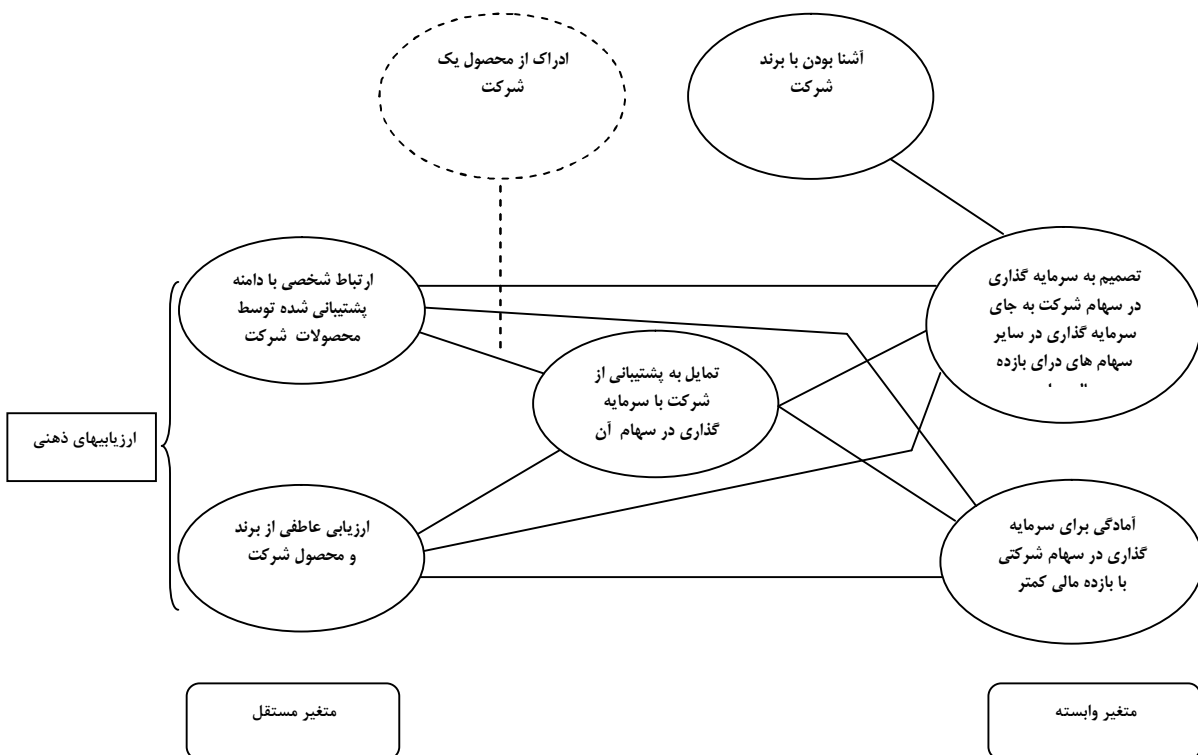 ادراک از محصول یک
شرکت
آشنا بودن با برند
شرکت
ارتباط شخصی با دامنه
پشتیبانی شده توسط
محصولات شرکت
تصمیم به سرمایه گذاری
در سهام شرکت به جای
سرمایه گذاری در سایر
سهام های درای بازده
تمایل به پشتیبانی از
شرکت با سرمایه
گذاری در سهام آن
ارزیابیهای ذهنی
ارزیابی عاطفی از برند
و محصول شرکت
آمادگی برای سرمایه
گذاری در سهام شرکتی
با بازده مالی کمتر
متغیر مستقل
متغیر وابسته